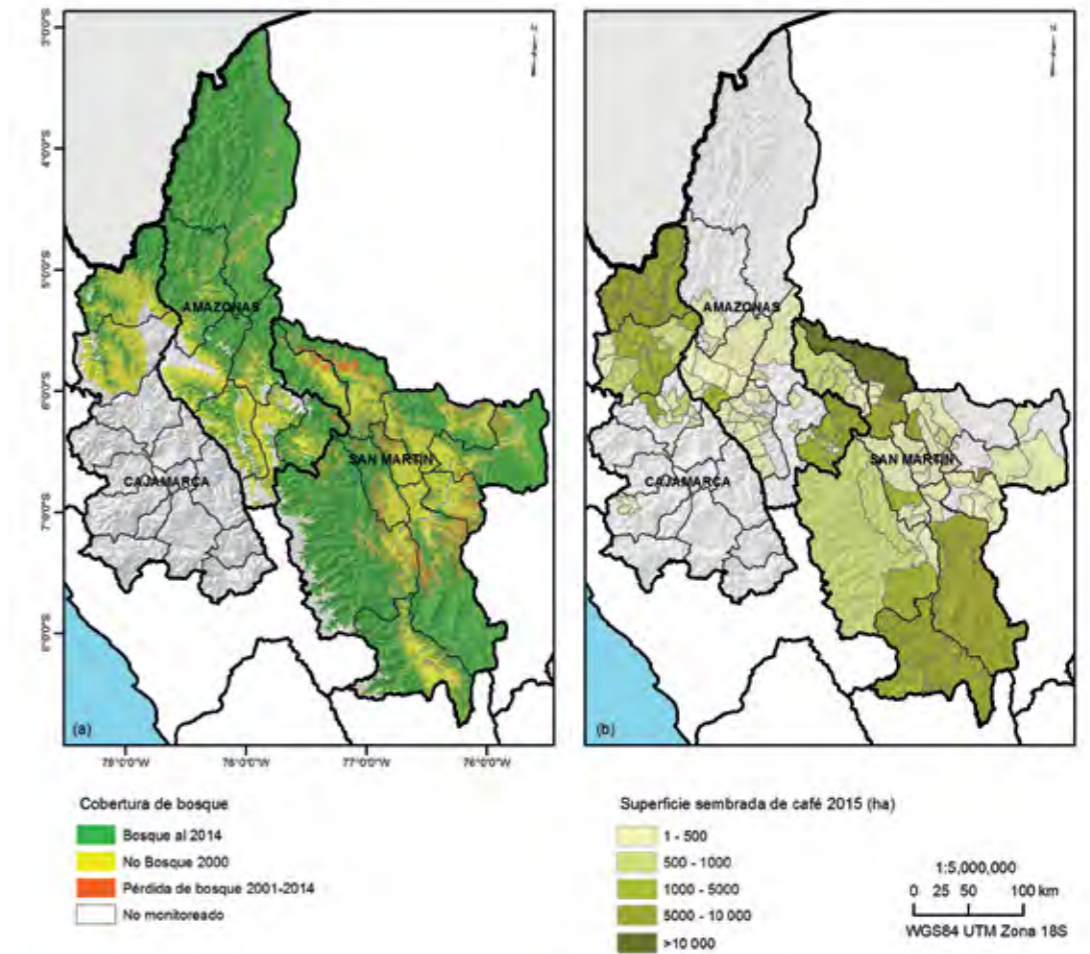 3°0'0"S
4°0'0"S
5°0'0"S
6°0'0"S
7°0'0"S
8°0'0"S
AMAZONAS
SAN MARTIN
CAJAMARCA
(a)
79°0'0"W
78°0'0"W
77°0'0"W
76°0'0"W
AMAZONAS
SAN MARTIN
CAJAMARCA
(b)
Cobertura de bosque
Bosque al 2014
No Bosque 2000
Pérdida de bosque 2001-2014
No monitoreado
Superficie sembrada de café 2015 (ha)
1 - 500
500 - 1000
1000 - 5000
5000 - 10 000
>10 000
1:5,000,000
0 25 50 100 km
WGS84 UTM Zona 18S